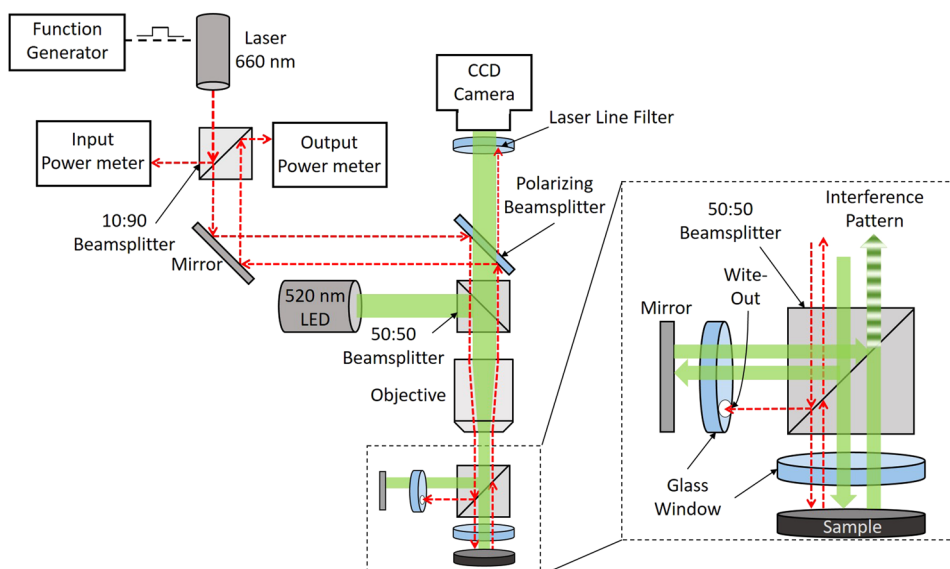 Function
Generator
Laser
660 nm
CCD
Camera
Laser Line Filter
Input
Power meter
Output
Power meter
10:90
Beamsplitter
Mirror
Polarizing
Beamsplitter
520 nm
LED
50:50
Beamsplitter
Objective
Interference
Pattern
50:50
Beamsplitter
Wite-
Out
Mirror
Glass
Window
Sample